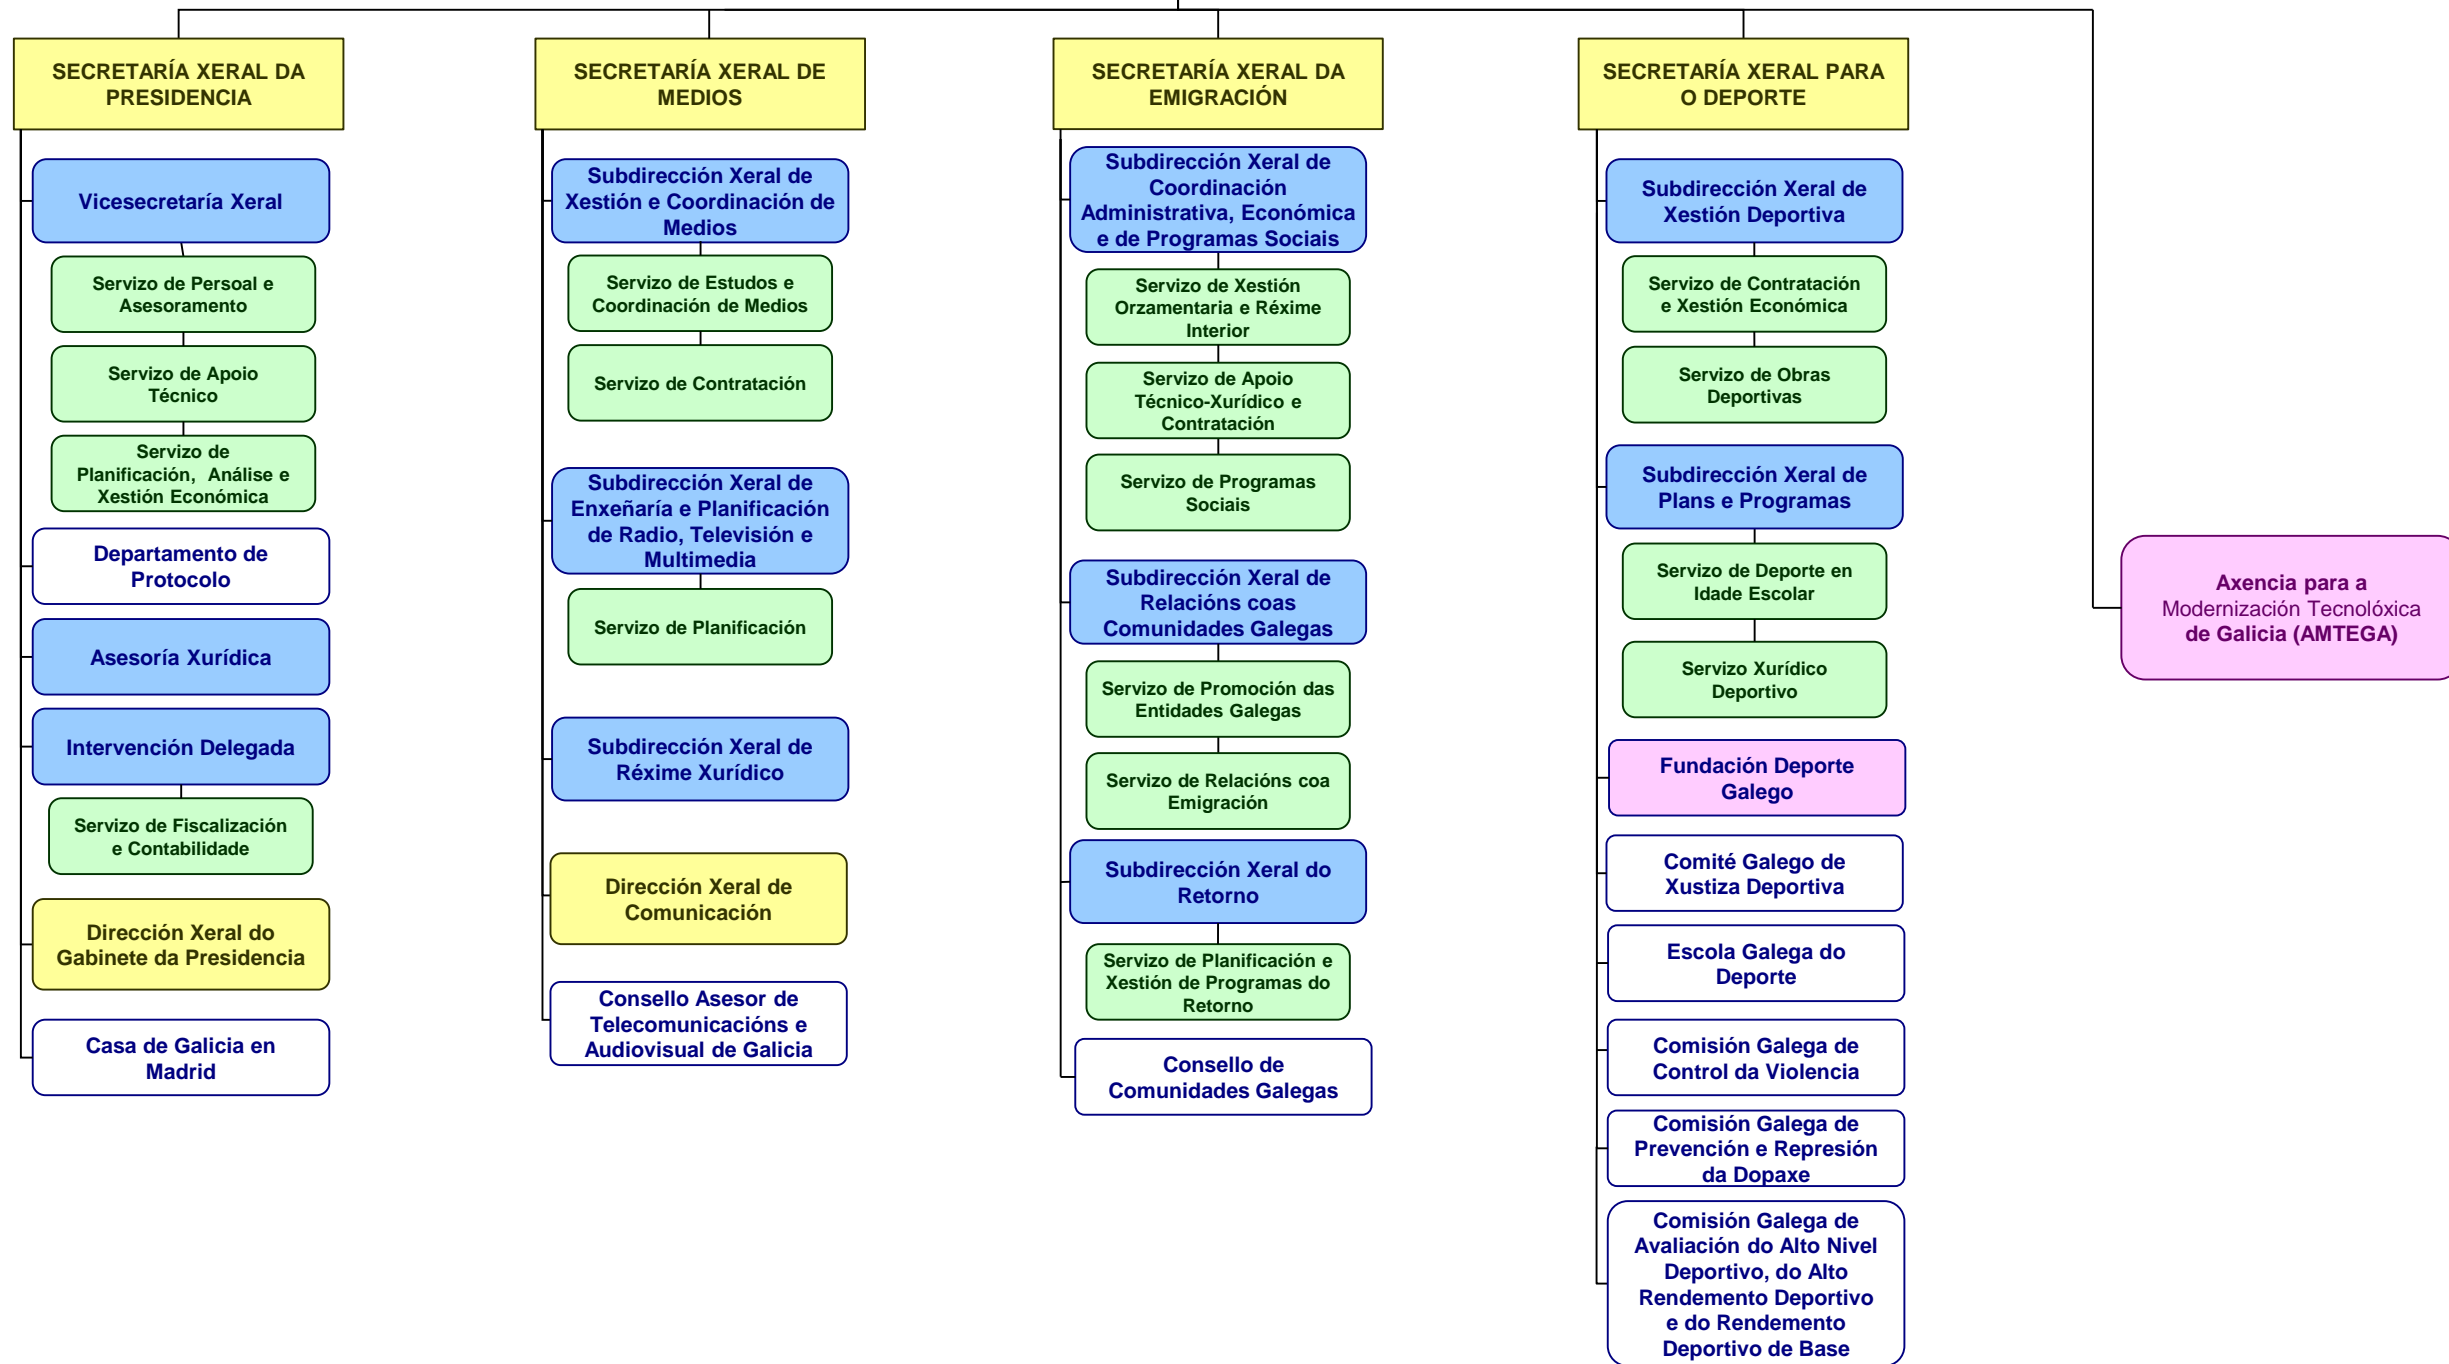 SECRETARÍA XERAL DA
PRESIDENCIA
Vicesecretaría Xeral
Servizo de Persoal e
Asesoramento
Servizo de Apoio
Técnico
Servizo de
Planificación, Análise e
Xestión Económica
Departamento de
Protocolo
Asesoría Xurídica
Intervención Delegada
Servizo de Fiscalización
e Contabilidade
Dirección Xeral do
Gabinete da Presidencia
Casa de Galicia en
Madrid
SECRETARÍA XERAL DE
MEDIOS
Subdirección Xeral de
Xestión e Coordinación de
Medios
Servizo de Estudos e
Coordinación de Medios
Servizo de Contratación
Subdirección Xeral de
Enxeñaría e Planificación
de Radio, Televisión e
Multimedia
Servizo de Planificación
Subdirección Xeral de
Réxime Xurídico
Dirección Xeral de
Comunicación
Consello Asesor de
Telecomunicacións e
Audiovisual de Galicia
SECRETARÍA XERAL DA
EMIGRACIÓN
Subdirección Xeral de
Coordinación
Administrativa, Económica
e de Programas Sociais
Servizo de Xestión
Orzamentaria e Réxime
Interior
Servizo de Apoio
Técnico-Xurídico e
Contratación
Servizo de Programas
Sociais
Subdirección Xeral de
Relacións coas
Comunidades Galegas
Servizo de Promoción das
Entidades Galegas
Servizo de Relacións coa
Emigración
Subdirección Xeral do
Retorno
Servizo de Planificación e
Xestión de Programas do
Retorno
Consello de
Comunidades Galegas
SECRETARÍA XERAL PARA
O DEPORTE
Subdirección Xeral de
Xestión Deportiva
Servizo de Contratación
e Xestión Económica
Servizo de Obras
Deportivas
Subdirección Xeral de
Plans e Programas
Servizo de Deporte en
Idade Escolar
Servizo Xurídico
Deportivo
Fundación Deporte
Galego
Comité Galego de
Xustiza Deportiva
Escola Galega do
Deporte
Comisión Galega de
Control da Violencia
Comisión Galega de
Prevención e Represión
da Dopaxe
Comisión Galega de
Avaliación do Alto Nivel
Deportivo, do Alto
Rendemento Deportivo
e do Rendemento
Deportivo de Base
Axencia para a
Modernización Tecnolóxica
de Galicia (AMTEGA)